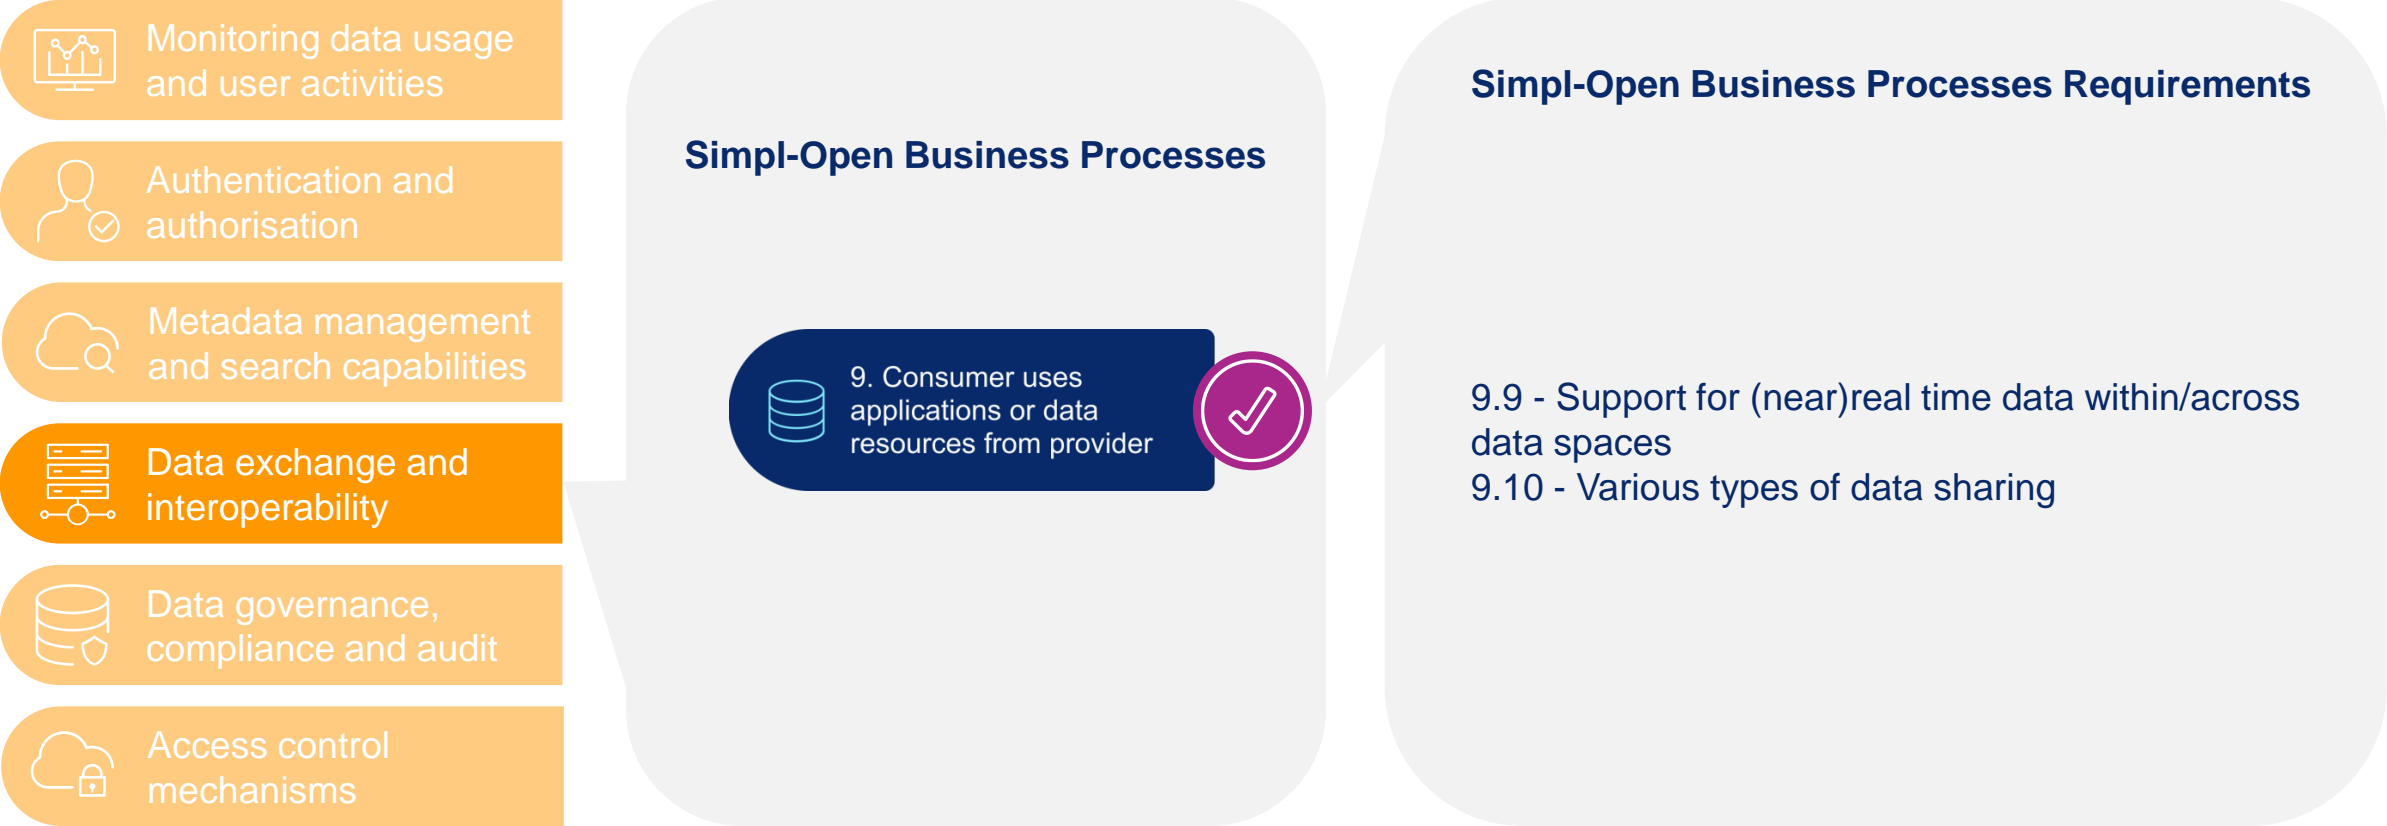 Monitoring data usage
and user activities
Authentication and
authorisation
Metadata management
and search capabilities
Data exchange and
interoperability
Data governance,
compliance and audit
Access control
mechanisms
Simpl-Open Business Processes
9. Consumer uses
applications or data
resources from provider
Simpl-Open Business Processes Requirements
9.9 - Support for (near)real time data within/across
data spaces
9.10 - Various types of data sharing